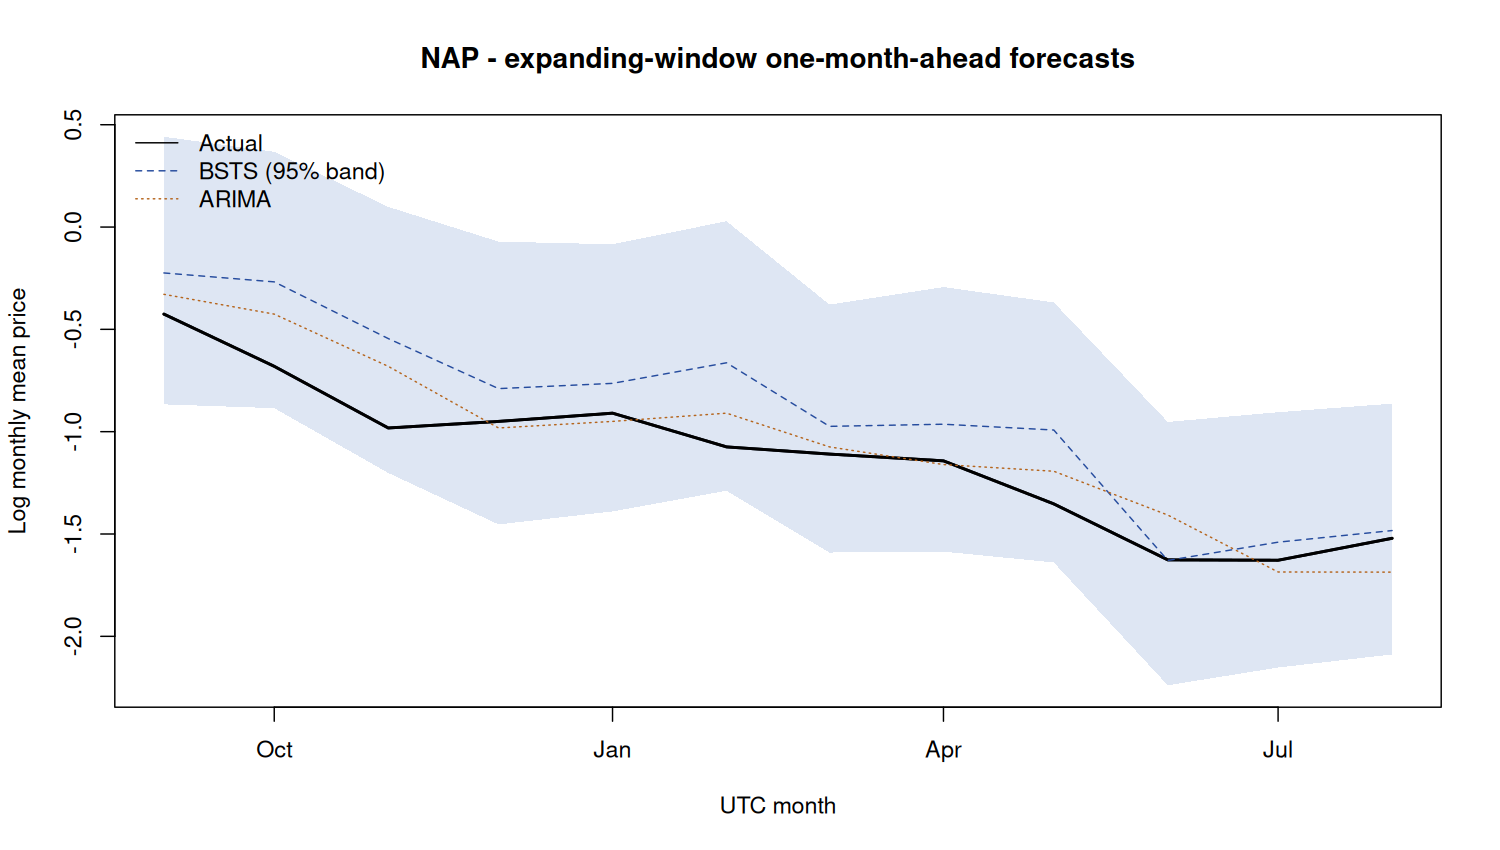 NAP - expanding-window one-month-ahead forecasts
Actual
BSTS (95% band)
ARIMA
Log monthly mean price
0.5
0.0
-0.5
-1.0
-1.5
-2.0
Oct
Jan
Apr
Jul
UTC month